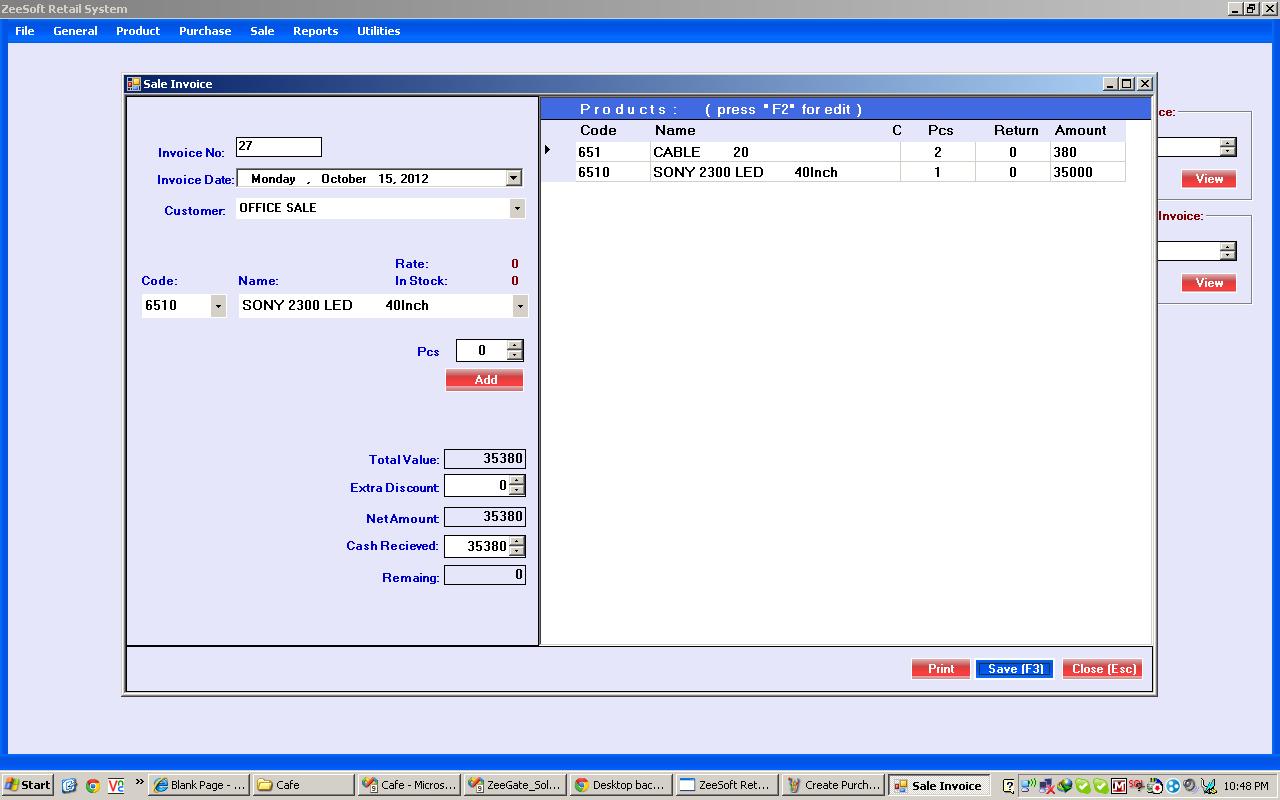 ZeeSoft Retail System
File General Product Purchase Sale Reports Utilities
Sale Invoice
Products: ( press "F2" for edit )
Code Name C Pcs Return Amount
651 CABLE 20 2 0 380
6510 SONY 2300 LED 40Inch 1 0 35000
Invoice No: 27
Invoice Date: Monday , October 15, 2012
Customer: OFFICE SALE
Rate: 0
Code: Name: In Stock: 0
6510 SONY 2300 LED 40Inch
Pcs 0
Add
Total Value: 35380
Extra Discount: 0
Net Amount: 35380
Cash Recieved: 35380
Remaing: 0
Print Save (F3) Close (Esc)
ce:
View
Invoice:
View
Start V2 » Blank Page - ... Cafe Cafe - Micros... ZeeGate_Sol... Desktop bac... ZeeSoft Ret... Create Purch... Sale Invoice 10:48 PM